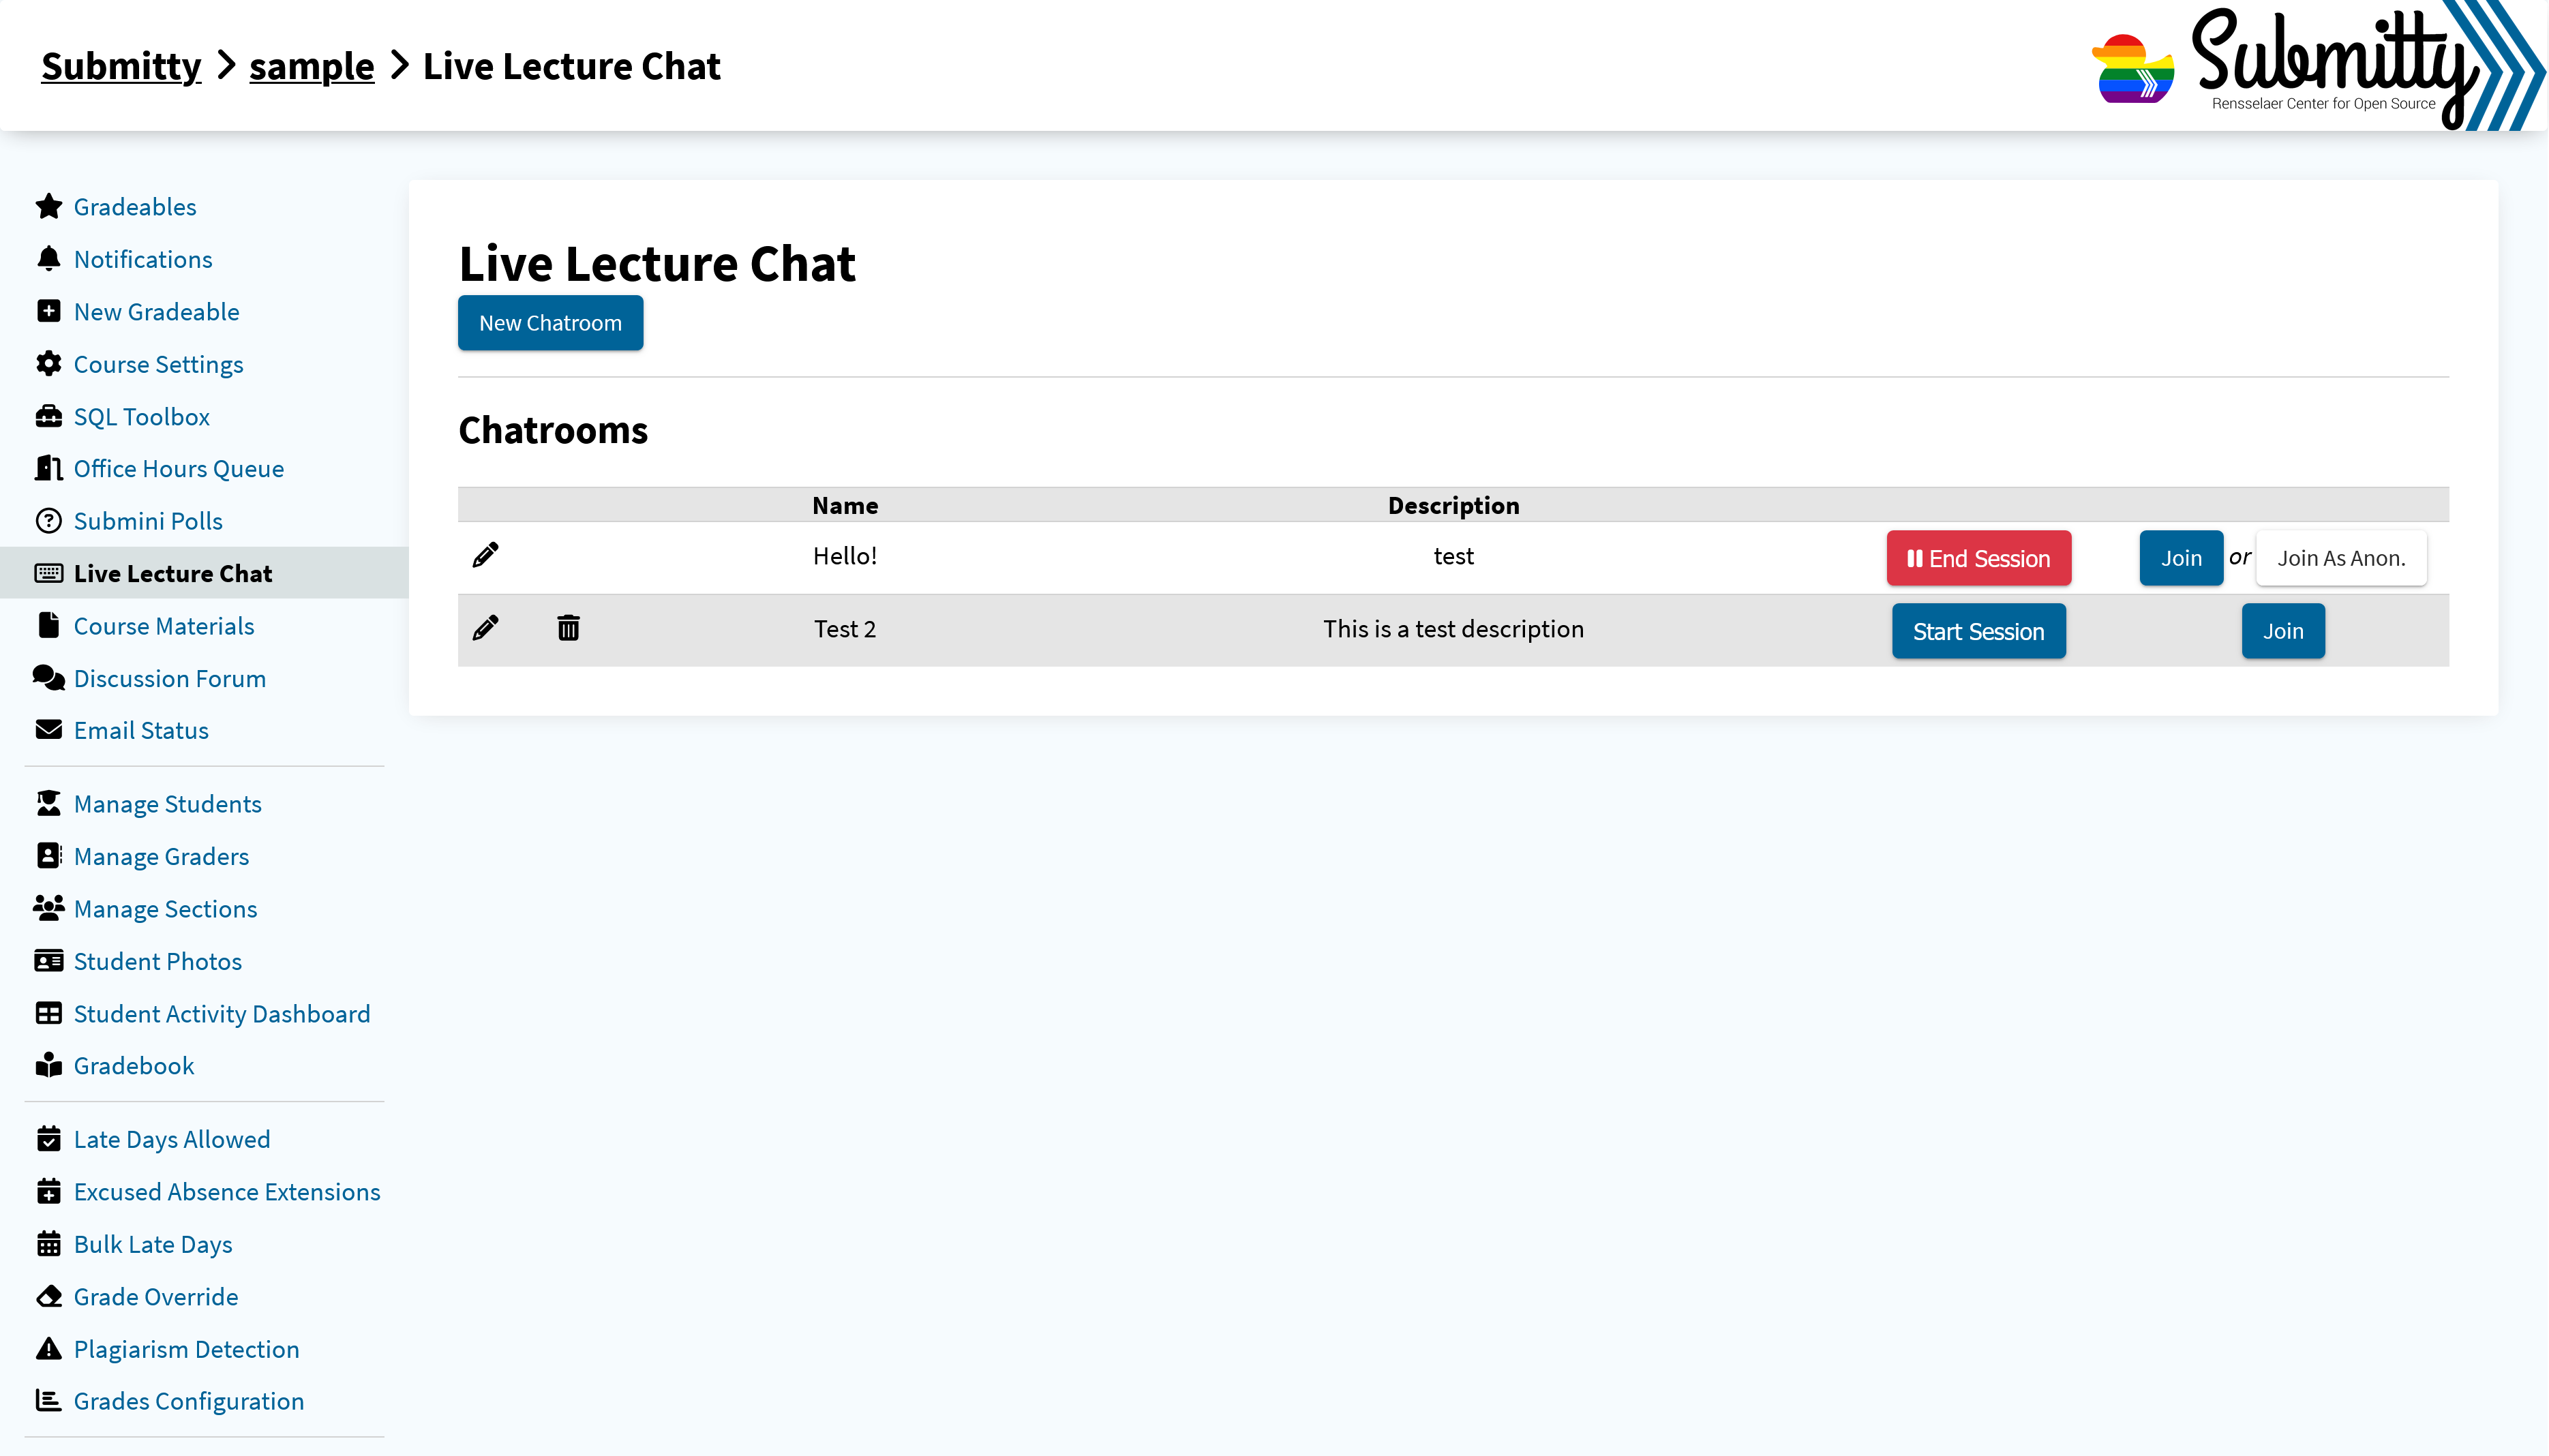 Submitty > sample > Live Lecture Chat
Submitty
Rensselaer Center for Open Source
Gradeables
Notifications
New Gradeable
Course Settings
SQL Toolbox
Office Hours Queue
Submini Polls
Live Lecture Chat
Course Materials
Discussion Forum
Email Status
Manage Students
Manage Graders
Manage Sections
Student Photos
Student Activity Dashboard
Gradebook
Late Days Allowed
Excused Absence Extensions
Bulk Late Days
Grade Override
Plagiarism Detection
Grades Configuration
Live Lecture Chat
New Chatroom
Chatrooms
Name Description
Hello! test End Session Join or Join As Anon.
Test 2 This is a test description Start Session Join